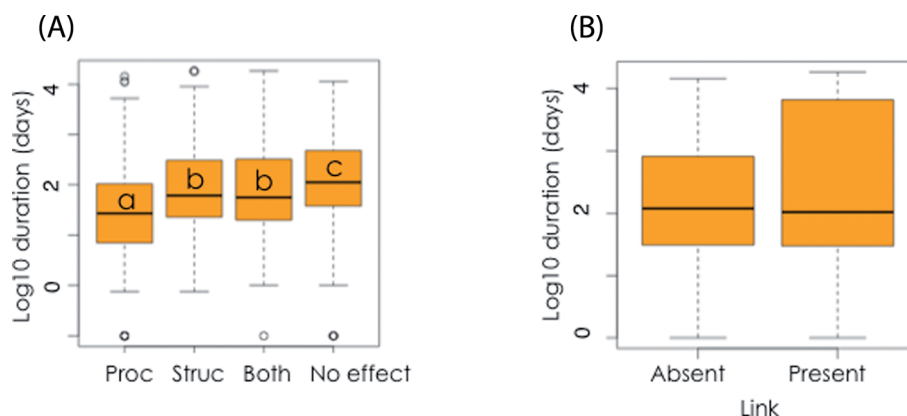 (A)
Log10 duration (days)
4
2
0
a
b
b
c
Proc Struc Both No effect
(B)
Log10 duration (days)
4
2
0
Absent Present
Link